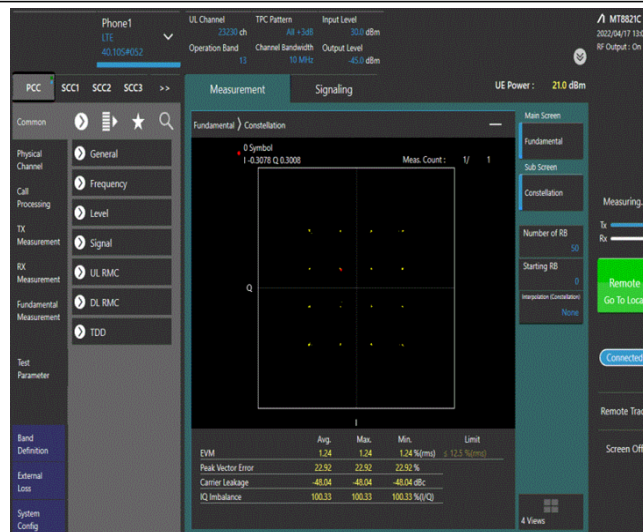 Phone1
LTE
40.10S#052
UL Channel
23230 ch
TPC Pattern
All +3dB
Input Level
30.0 dBm
Operation Band
13
Channel Bandwidth
10 MHz
Output Level
-45.0 dBm
MT8821C
2022/04/17 13:0
RF Output : On
PCC SCC1 SCC2 SCC3 >>
Measurement
Signaling
UE Power : 21.0 dBm
Common
Physical
Channel
Call
Processing
TX
Measurement
RX
Measurement
Fundamental
Measurement
Test
Parameter
Band
Definition
External
Loss
System
Config
General
Frequency
Level
Signal
UL RMC
DL RMC
TDD
Fundamental
Constellation
0 Symbol
I -0.3078 Q 0.3008
Meas. Count : 1/ 1
Q
I
Avg. Max. Min. Limit
EVM 1.24 1.24 1.24 %(rms) ≤ 12.5 %(rms)
Peak Vector Error 22.92 22.92 22.92 %
Carrier Leakage -48.04 -48.04 -48.04 dBc
IQ Imbalance 100.33 100.33 100.33 %(I/Q)
Main Screen
Fundamental
Sub Screen
Constellation
Number of RB
50
Starting RB
0
Interpolation (Constellation)
None
4 Views
Measuring..
Tx
Rx
Remote
Go To Loca
Connected
Remote Trac
Screen Off